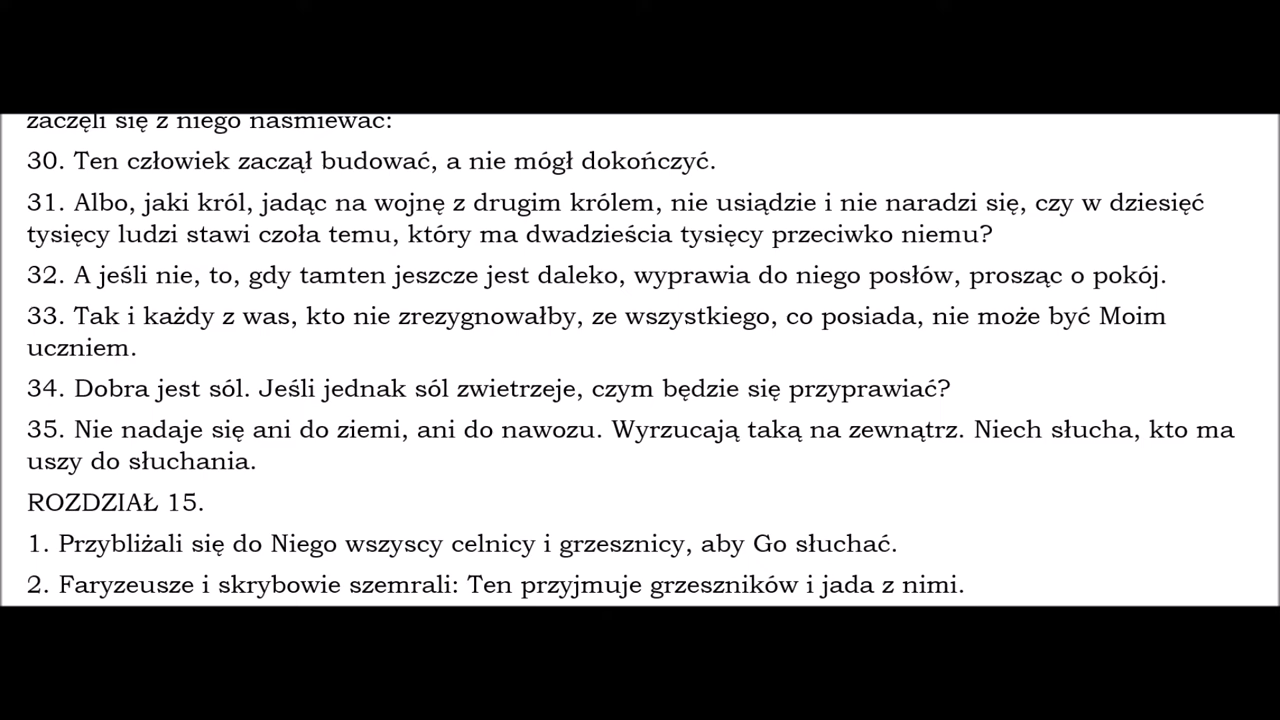 zaczęli się z niego naśmiewać:
30. Ten człowiek zaczął budować, a nie mógł dokończyć.
31. Albo, jaki król, jadąc na wojnę z drugim królem, nie usiądzie i nie naradzi się, czy w dziesięć
tysięcy ludzi stawi czoła temu, który ma dwadzieścia tysięcy przeciwko niemu?
32. A jeśli nie, to, gdy tamten jeszcze jest daleko, wyprawia do niego posłów, prosząc o pokój.
33. Tak i każdy z was, kto nie zrezygnowałby, ze wszystkiego, co posiada, nie może być Moim
uczniem.
34. Dobra jest sól. Jeśli jednak sól zwietrzeje, czym będzie się przyprawiać?
35. Nie nadaje się ani do ziemi, ani do nawozu. Wyrzucają taką na zewnątrz. Niech słucha, kto ma
uszy do słuchania.
ROZDZIAŁ 15.
1. Przybliżali się do Niego wszyscy celnicy i grzesznicy, aby Go słuchać.
2. Faryzeusze i skrybowie szemrali: Ten przyjmuje grzeszników i jada z nimi.